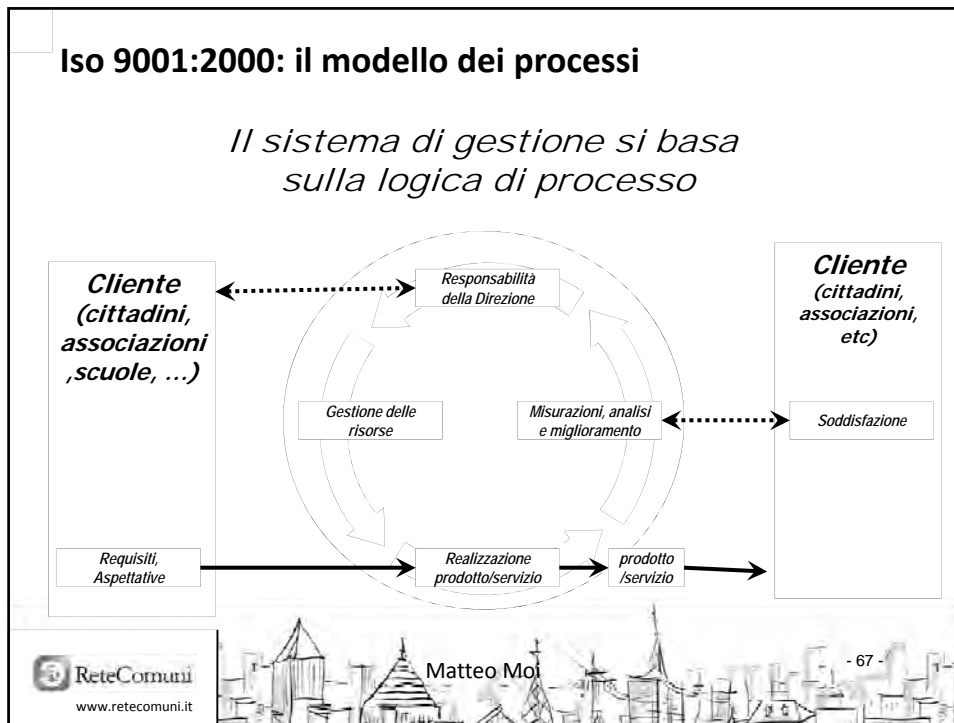 Iso 9001:2000: il modello dei processi
Il sistema di gestione si basa
sulla logica di processo
Cliente
(cittadini,
associazioni
,scuole, ...)
Requisiti,
Aspettative
Responsabilità
della Direzione
Gestione delle
risorse
Misurazioni, analisi
e miglioramento
Realizzazione
prodotto/servizio
prodotto
/servizio
Cliente
(cittadini,
associazioni,
etc)
Soddisfazione
ReteComuni
www.retecomuni.it
Matteo Moi
- 67 -